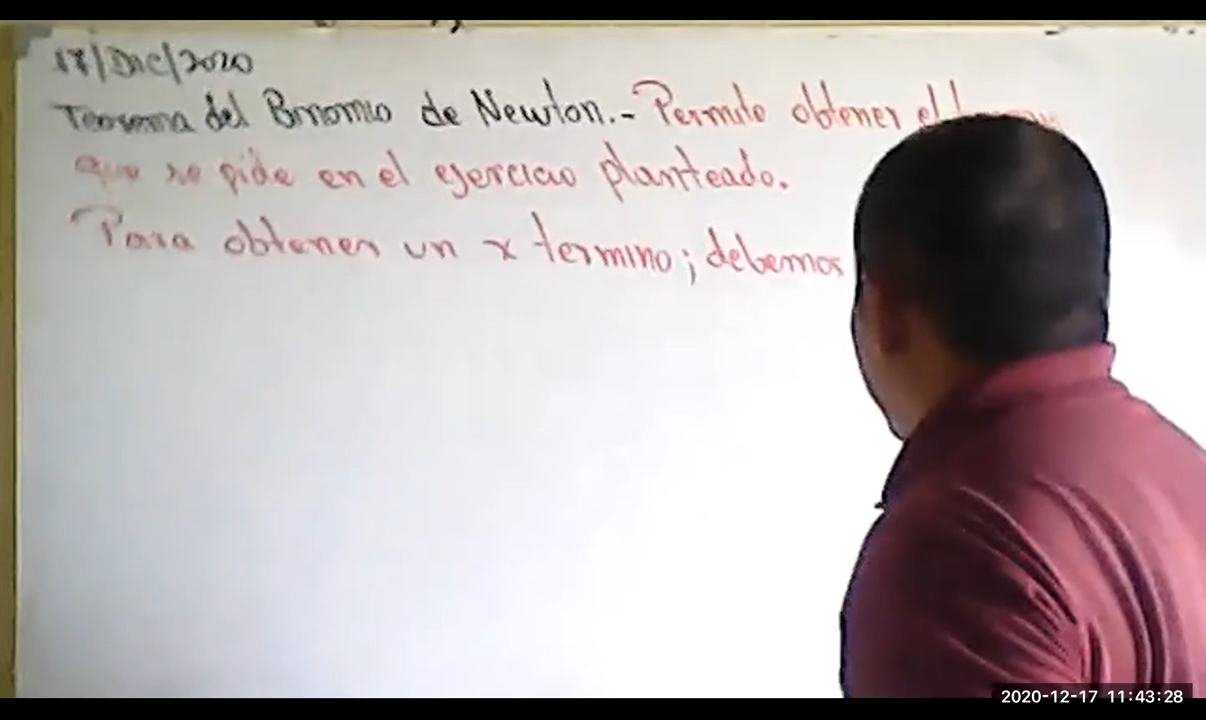 17/Dic/2020
Teorema del Binomio de Newton.- Permite obtener el
que se pide en el ejercicio planteado.
Para obtener un x termino; debemos
2020-12-17 11:43:28